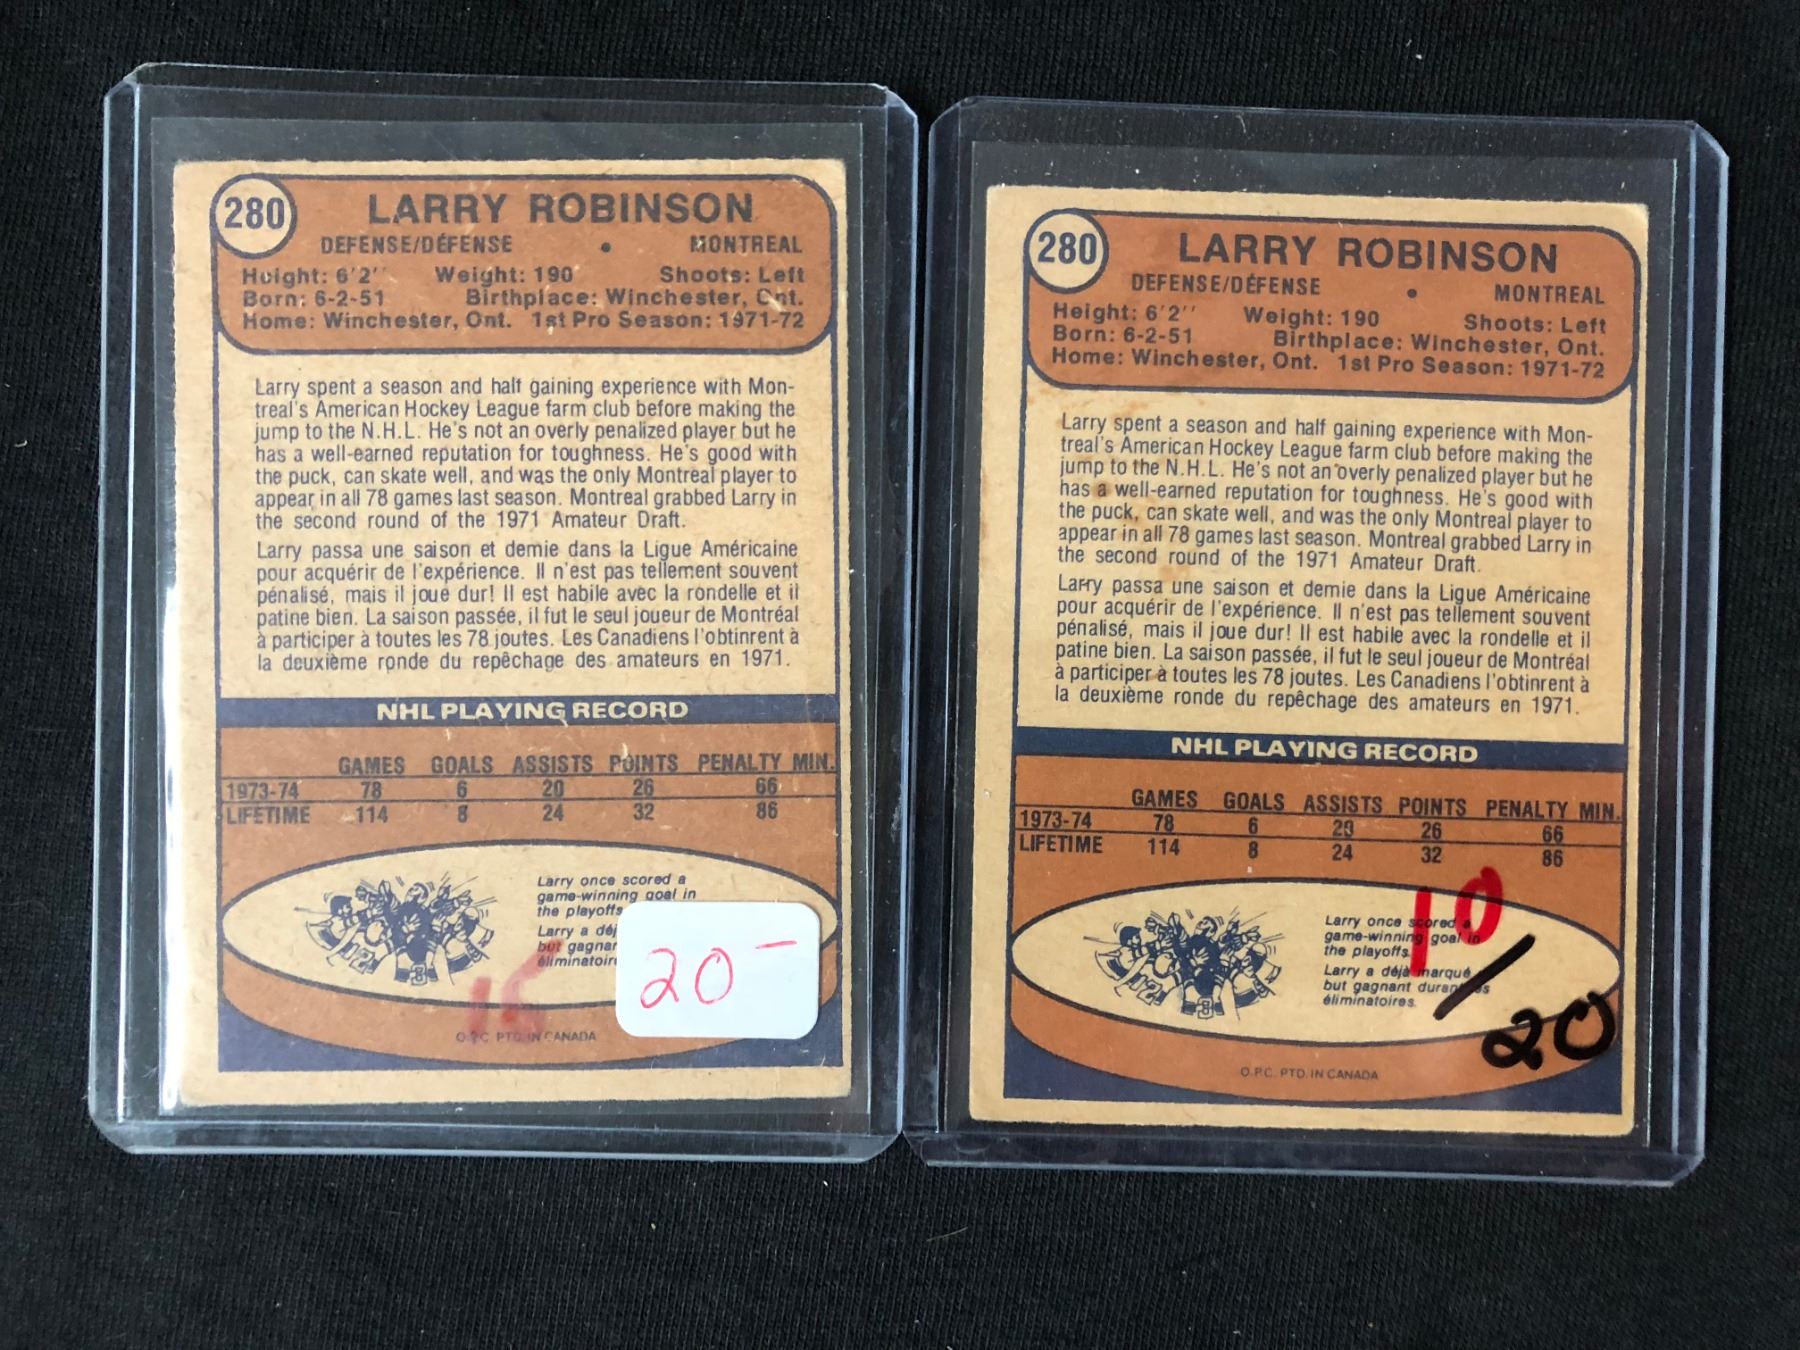 280
LARRY ROBINSON
DEFENSE/DÉFENSE • MONTREAL
Height: 6'2'' Weight: 190 Shoots: Left
Born: 6-2-51 Birthplace: Winchester, Ont.
Home: Winchester, Ont. 1st Pro Season: 1971-72
Larry spent a season and half gaining experience with Mon-
treal's American Hockey League farm club before making the
jump to the N.H.L. He's not an overly penalized player but he
has a well-earned reputation for toughness. He's good with
the puck, can skate well, and was the only Montreal player to
appear in all 78 games last season. Montreal grabbed Larry in
the second round of the 1971 Amateur Draft.
Larry passa une saison et demie dans la Ligue Américaine
pour acquérir de l'expérience. Il n'est pas tellement souvent
pénalisé, mais il joue dur! Il est habile avec la rondelle et il
patine bien. La saison passée, il fut le seul joueur de Montréal
à participer à toutes les 78 joutes. Les Canadiens l'obtinrent à
la deuxième ronde du repêchage des amateurs en 1971.
NHL PLAYING RECORD
GAMES GOALS ASSISTS POINTS PENALTY MIN.
1973-74 78 6 20 26 66
LIFETIME 114 8 24 32 86
Larry once scored a
game-winning goal in
the playoffs
Larry a déj
but gagnan
éliminatoire
20-
O.P.C. PTD. IN CANADA
280
LARRY ROBINSON
DEFENSE/DÉFENSE • MONTREAL
Height: 6'2'' Weight: 190 Shoots: Left
Born: 6-2-51 Birthplace: Winchester, Ont.
Home: Winchester, Ont. 1st Pro Season: 1971-72
Larry spent a season and half gaining experience with Mon-
treal's American Hockey League farm club before making the
jump to the N.H.L. He's not an overly penalized player but he
has a well-earned reputation for toughness. He's good with
the puck, can skate well, and was the only Montreal player to
appear in all 78 games last season. Montreal grabbed Larry in
the second round of the 1971 Amateur Draft.
Larry passa une saison et demie dans la Ligue Américaine
pour acquérir de l'expérience. Il n'est pas tellement souvent
pénalisé, mais il joue dur! Il est habile avec la rondelle et il
patine bien. La saison passée, il fut le seul joueur de Montréal
à participer à toutes les 78 joutes. Les Canadiens l'obtinrent à
la deuxième ronde du repêchage des amateurs en 1971.
NHL PLAYING RECORD
GAMES GOALS ASSISTS POINTS PENALTY MIN.
1973-74 78 6 20 26 66
LIFETIME 114 8 24 32 86
Larry once scored a
game-winning goal in
the playoffs.
Larry a déjà marqué
but gagnant durant les
éliminatoires.
10/20
O.P.C. PTD. IN CANADA